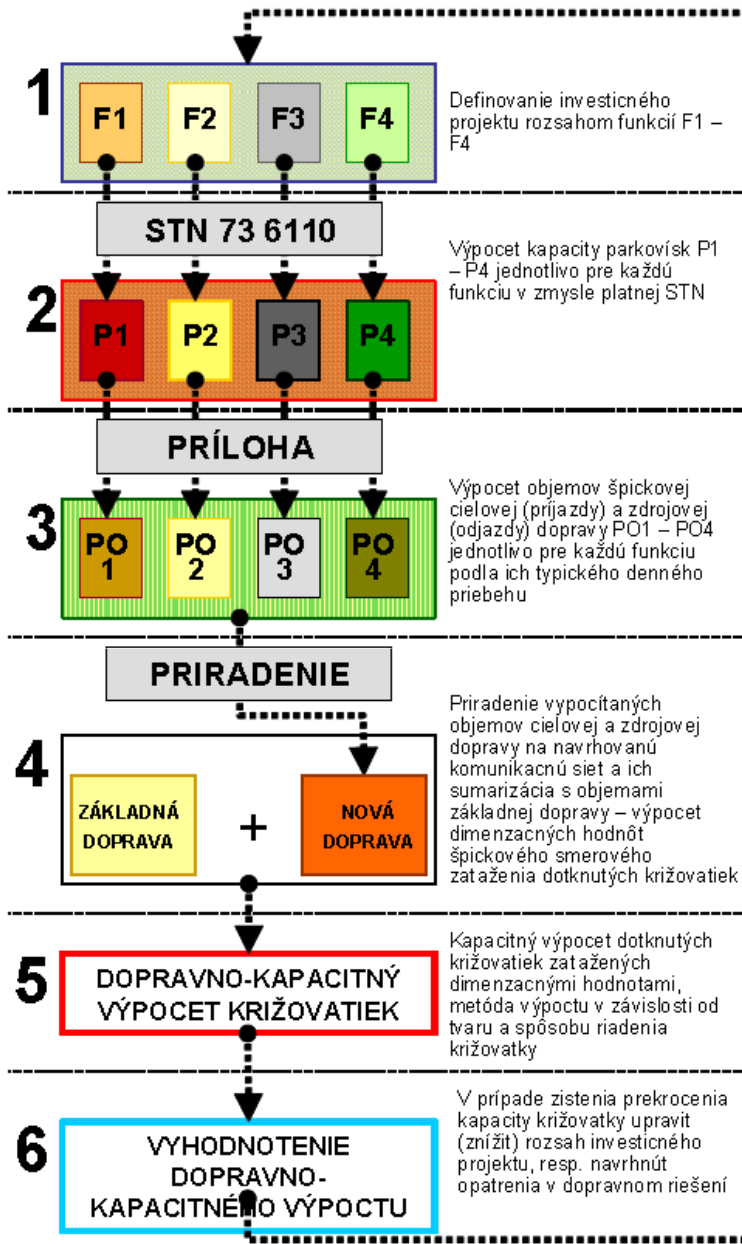 1
F1 F2 F3 F4
Definovanie investicného
projektu rozsahom funkcií F1 –
F4
STN 73 6110
2
P1 P2 P3 P4
Výpocet kapacity parkovísk P1
– P4 jednotlivo pre každú
funkciu v zmysle platnej STN
PRÍLOHA
3
PO PO PO PO
1 2 3 4
Výpocet objemov špickovej
cielovej (príjazdy) a zdrojovej
(odjazdy) dopravy PO1 – PO4
jednotlivo pre každú funkciu
podla ich typického denného
priebehu
PRIRADENIE
4
ZÁKLADNÁ
DOPRAVA
+
NOVÁ
DOPRAVA
Priradenie vypocítaných
objemov cielovej a zdrojovej
dopravy na navrhovanú
komunikacnú siet a ich
sumarizácia s objemami
základnej dopravy – výpocet
dimenzacných hodnôt
špickového smerového
zataženia dotknutých križovatiek
5
DOPRAVNO-KAPACITNÝ
VÝPOCET KRIŽOVATIEK
Kapacitný výpocet dotknutých
križovatiek zatažených
dimenzacnými hodnotami,
metóda výpoctu v závislosti od
tvaru a spôsobu riadenia
križovatky
6
VYHODNOTENIE
DOPRAVNO-
KAPACITNÉHO VÝPOCTU
V prípade zistenia prekrocenia
kapacity križovatky upravit
(znížit) rozsah investicného
projektu, resp. navrhnút
opatrenia v dopravnom riešení